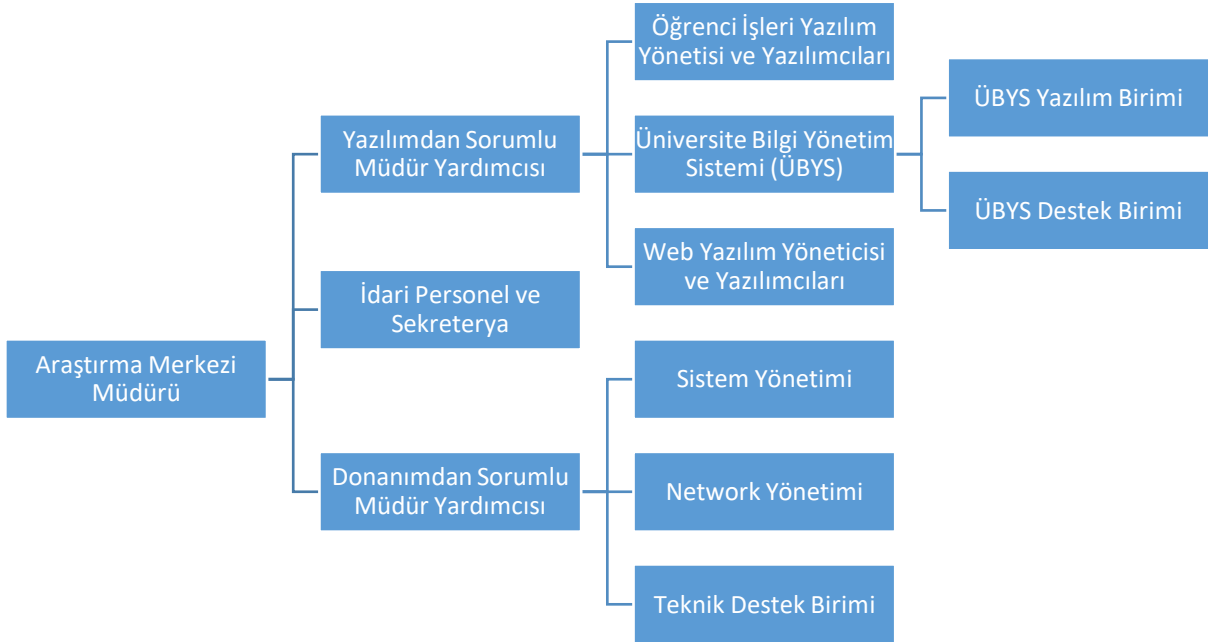 Araştırma Merkezi
Müdürü
Yazılımdan Sorumlu
Müdür Yardımcısı
Öğrenci İşleri Yazılım
Yönetisi ve Yazılımcıları
Üniversite Bilgi Yönetim
Sistemi (ÜBYS)
ÜBYS Yazılım Birimi
ÜBYS Destek Birimi
Web Yazılım Yöneticisi
ve Yazılımcıları
İdari Personel ve
Sekreterya
Donanımdan Sorumlu
Müdür Yardımcısı
Sistem Yönetimi
Network Yönetimi
Teknik Destek Birimi